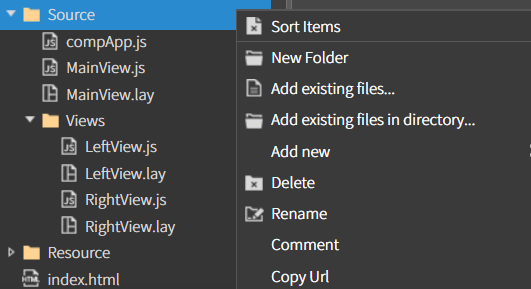 Source
compApp.js
MainView.js
MainView.lay
Views
LeftView.js
LeftView.lay
RightView.js
RightView.lay
Resource
index.html
Sort Items
New Folder
Add existing files...
Add existing files in directory...
Add new
Delete
Rename
Comment
Copy Url